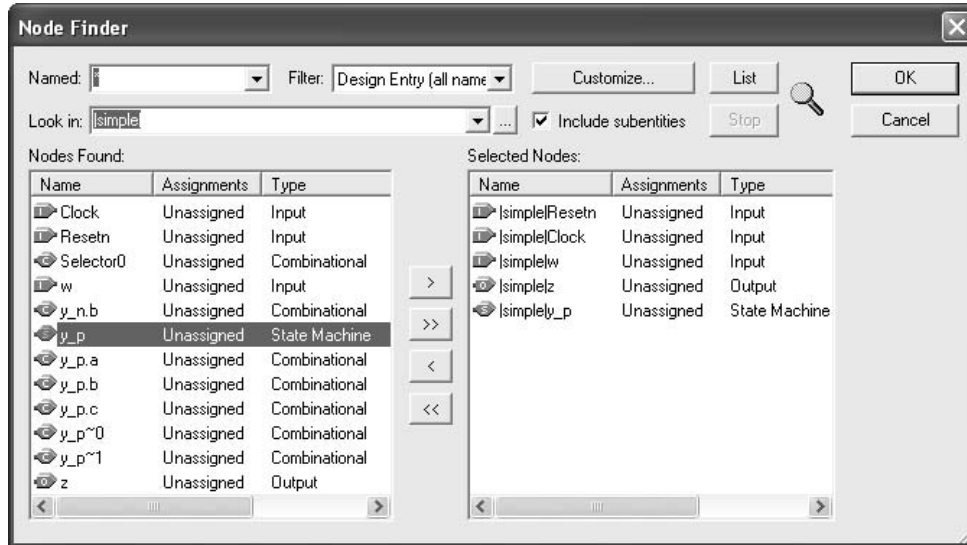 Node Finder
Named: * Filter: Design Entry (all name Customize... List OK
Look in: |simple| ... Include subentities Stop Cancel
Nodes Found: Selected Nodes:
Name Assignments Type Name Assignments Type
Clock Unassigned Input |simple|Resetn Unassigned Input
Resetn Unassigned Input |simple|Clock Unassigned Input
Selector0 Unassigned Combinational |simple|w Unassigned Input
w Unassigned Input |simple|z Unassigned Output
y_n.b Unassigned Combinational |simple|y_p Unassigned State Machine
y_p Unassigned State Machine
y_p.a Unassigned Combinational
y_p.b Unassigned Combinational
y_p.c Unassigned Combinational
y_p~0 Unassigned Combinational
y_p~1 Unassigned Combinational
z Unassigned Output
>
>>
<
<<